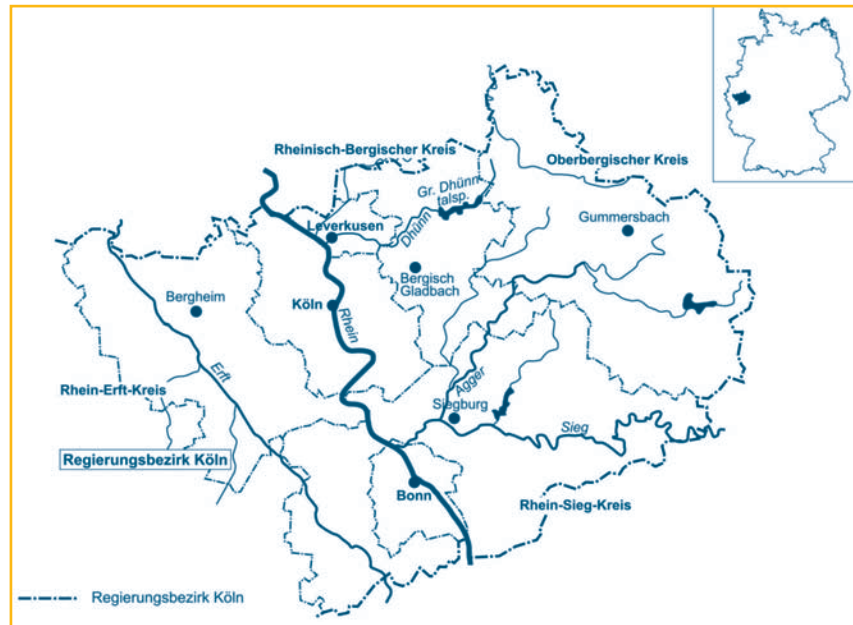 Rheinisch-Bergischer Kreis
Oberbergischer Kreis
Gr. Dhünn
talsp.
Dhünn
Leverkusen
Gummersbach
Bergisch
Gladbach
Bergheim
Köln
Rhein
Erft
Rhein-Erft-Kreis
Agger
Siegburg
Sieg
Regierungsbezirk Köln
Bonn
Rhein-Sieg-Kreis
Regierungsbezirk Köln